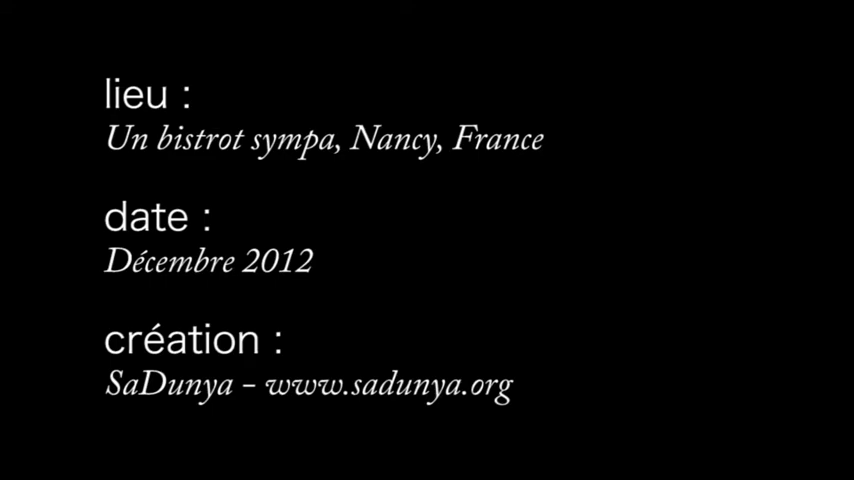 lieu :
Un bistrot sympa, Nancy, France
date :
Décembre 2012
création :
SaDunya - www.sadunya.org